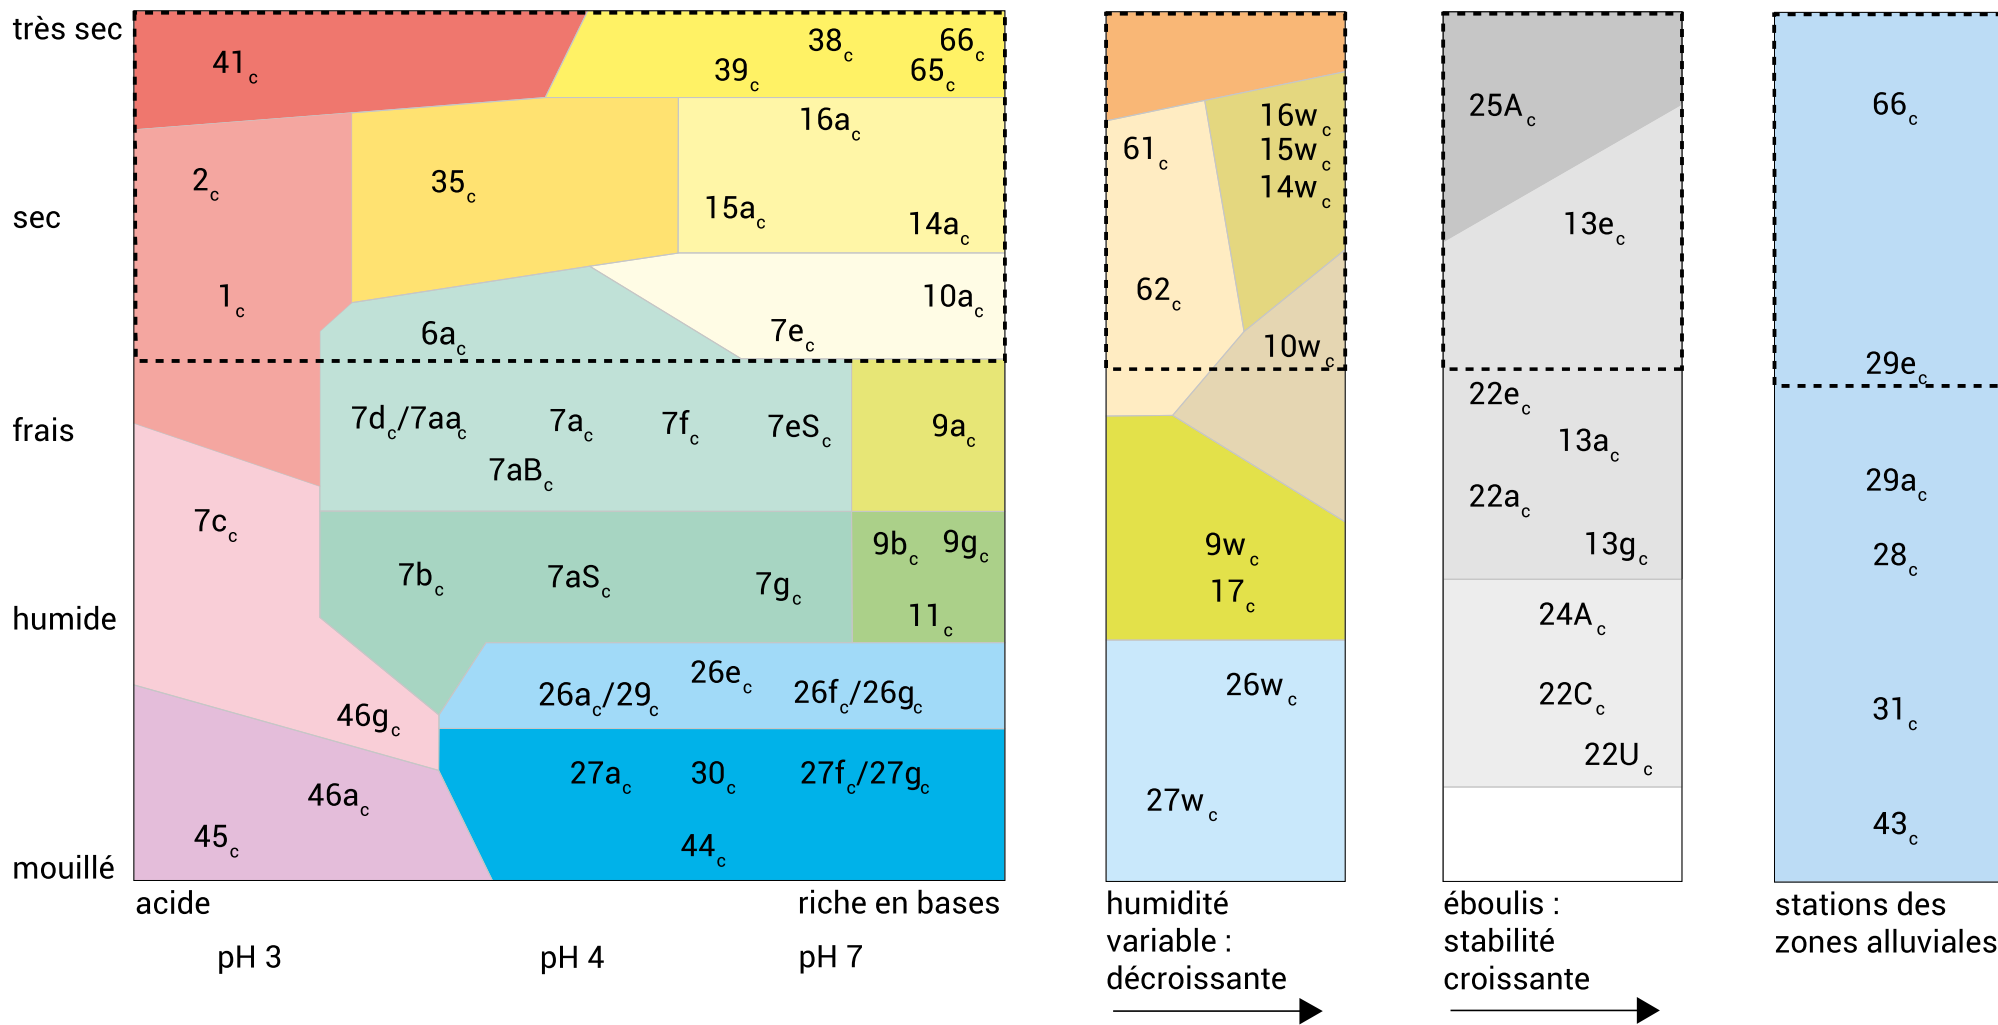 très sec
41c
38c
66c
39c
65c
16ac
2c
35c
sec
15ac
14ac
1c
10ac
6ac
7ec
frais
7dc/7aac
7ac
7fc
7eSc
9ac
7aBc
7cc
9bc
9gc
7bc
7aSc
7gc
humide
11c
26ec
26ac/29c
26fc/26gc
46gc
27ac
30c
27fc/27gc
46ac
45c
44c
mouillé
acide
riche en bases
pH 3
pH 4
pH 7
16wc
61c
15wc
14wc
62c
10wc
9wc
17c
26wc
27wc
humidité
variable :
décroissante
25Ac
13ec
22ec
13ac
22ac
13gc
24Ac
22Cc
22Uc
éboulis :
stabilité
croissante
66c
29ec
29ac
28c
31c
43c
stations des
zones alluviales